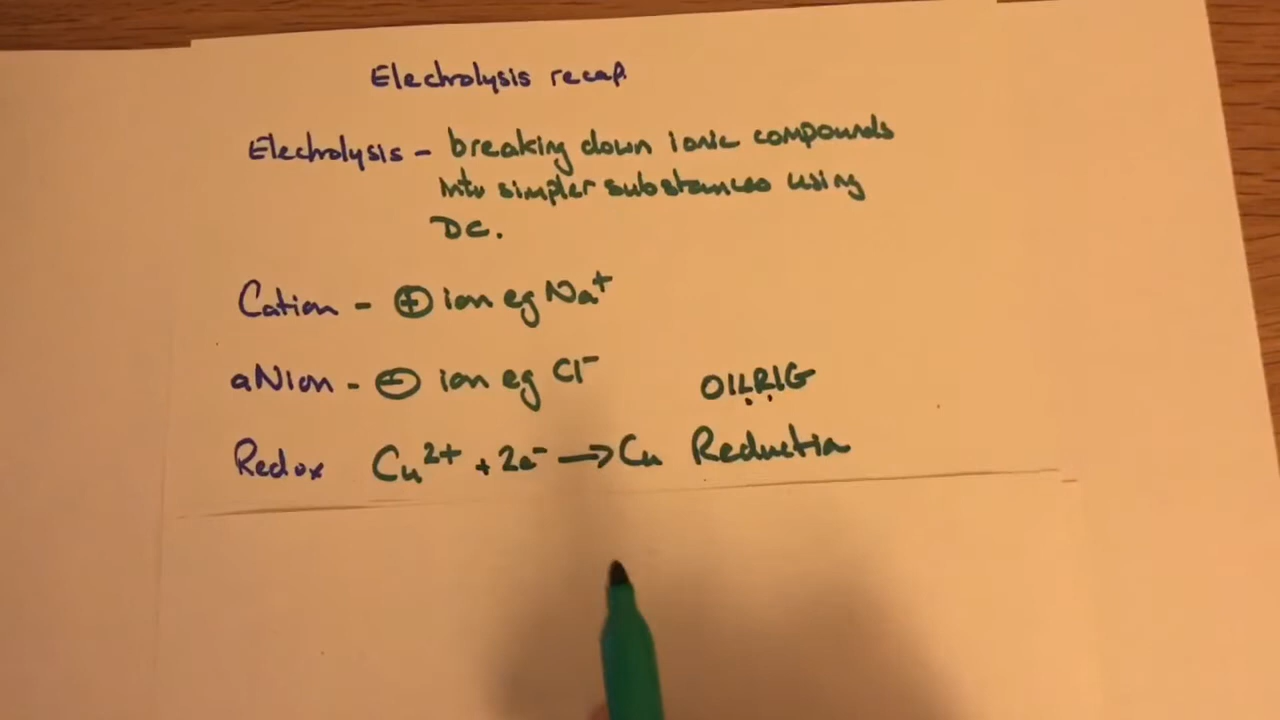 Electrolysis recap.
Electrolysis - breaking down ionic compounds
into simpler substances using
DC.
Cation - ⊕ ion eg Na⁺
aNion - ⊖ ion eg Cl⁻
OILRIG
Redox Cu²⁺ + 2e⁻ → Cu Reduction